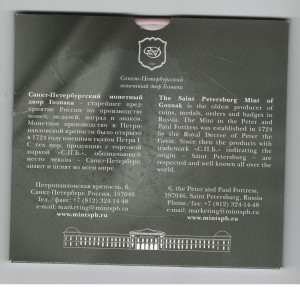 Санкт-Петербургский
монетный двор Гознака
Санкт-Петербургский монетный
двор Гознака – старейшее пред-
приятие России по производству
монет, медалей, наград и знаков.
Монетное производство в Петро-
павловской крепости было открыто
в 1724 году именным указом Петра I.
С тех пор, продукцию с торговой
маркой «С.П.Б.», обозначающей
место чекана – Санкт-Петербург,
знают и ценят во всем мире.
The Saint Petersburg Mint of
Goznak is the oldest producer of
coins, medals, orders and badges in
Russia. The Mint in the Peter and
Paul Fortress was established in 1724
by the Royal Decree of Peter the
Great. Since then the products with
trademark «С.П.Б.» – indicating the
origin – Saint Petersburg – are
respected and well known all over the
world.
Петропавловская крепость, 6,
Санкт-Петербург, Россия, 197046
Тел./факс +7 (812) 324-14-48
e-mail: marketing@mintspb.ru
www.mintspb.ru
6, the Peter and Paul Fortress,
197046, Saint Petersburg, Russia
Phone/fax +7 (812) 324-14-48
e-mail: marketing@mintspb.ru
www.mintspb.ru